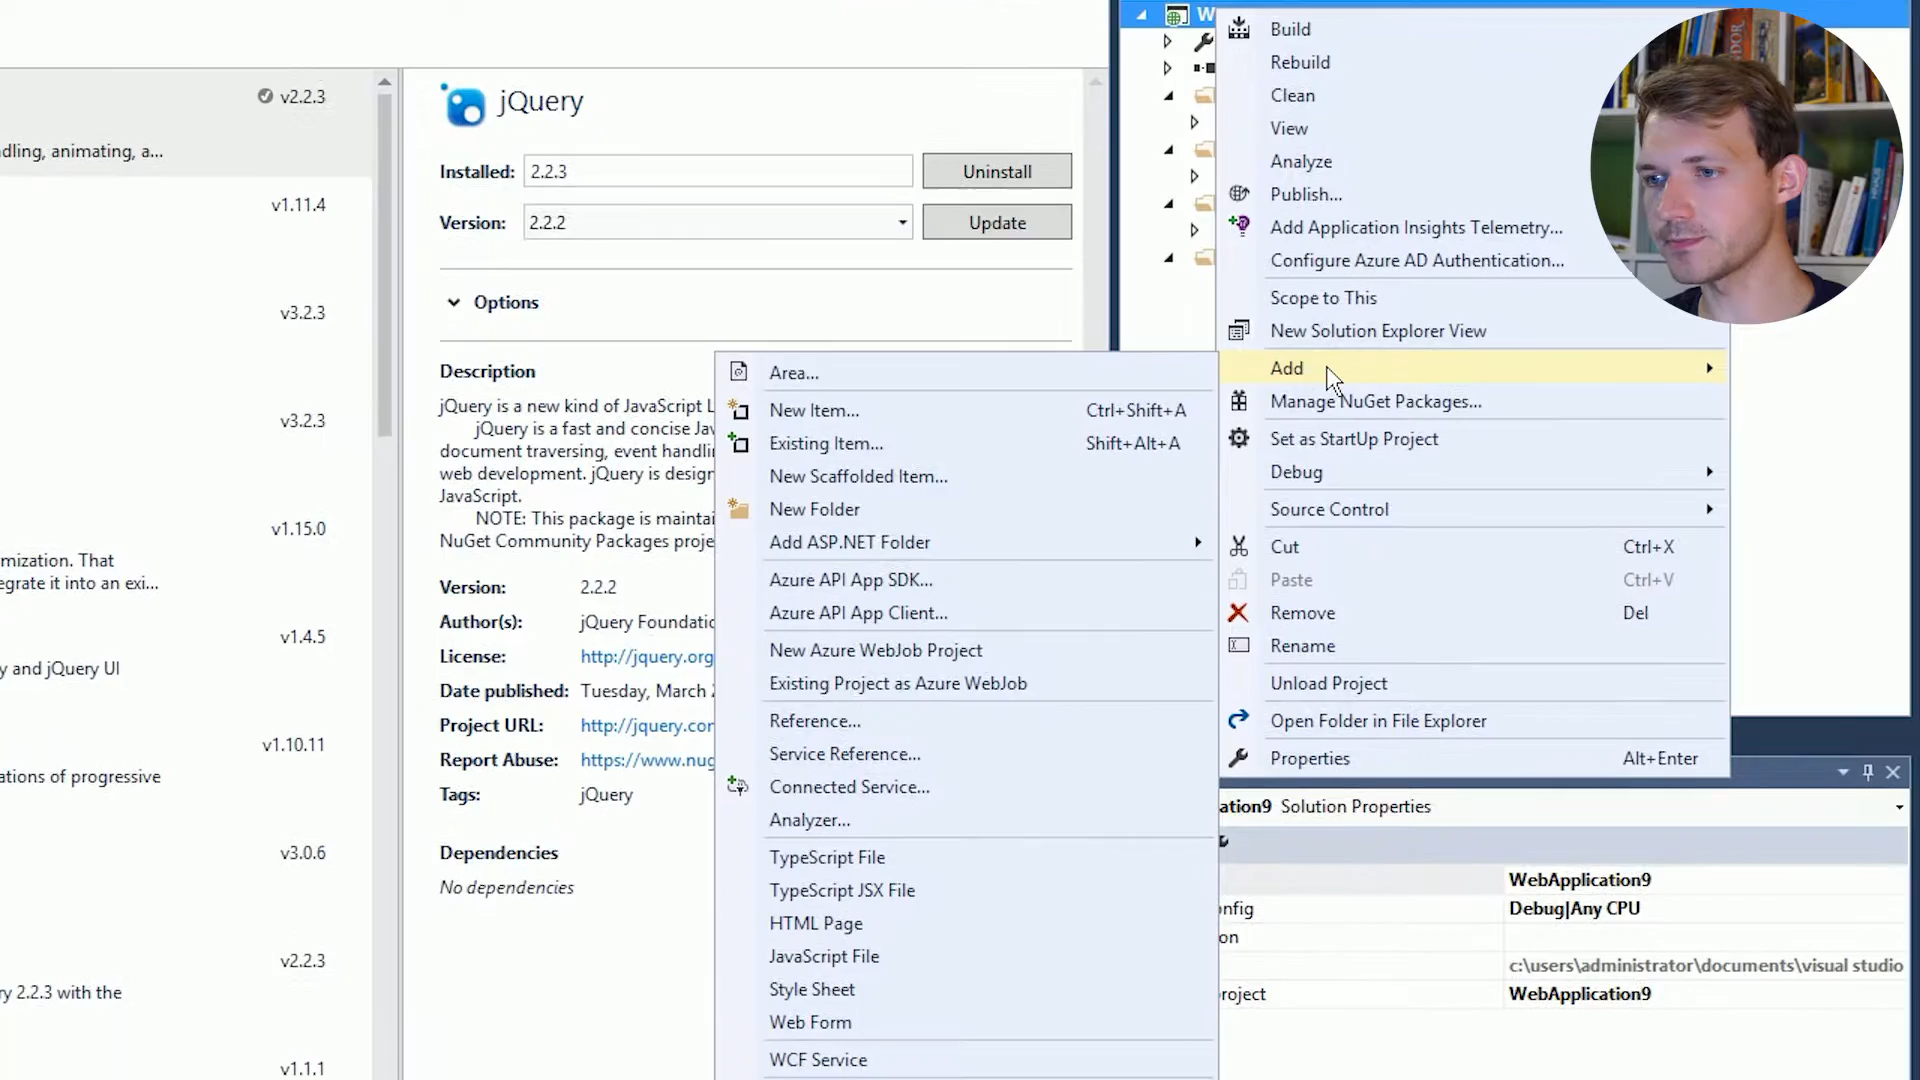 v2.2.3
dling, animating, a...
v1.11.4
v3.2.3
v3.2.3
v1.15.0
mization. That
egrate it into an exi...
v1.4.5
y and jQuery UI
v1.10.11
ations of progressive
v3.0.6
v2.2.3
ry 2.2.3 with the
v1.1.1
jQuery
Installed: 2.2.3 Uninstall
Version: 2.2.2 Update
Options
Description
jQuery is a new kind of JavaScript L
jQuery is a fast and concise Jav
document traversing, event handlin
web development. jQuery is design
JavaScript.
NOTE: This package is maintai
NuGet Community Packages proje
Version: 2.2.2
Author(s): jQuery Foundatio
License: http://jquery.org
Date published: Tuesday, March 2
Project URL: http://jquery.con
Report Abuse: https://www.nug
Tags: jQuery
Dependencies
No dependencies
Area...
New Item... Ctrl+Shift+A
Existing Item... Shift+Alt+A
New Scaffolded Item...
New Folder
Add ASP.NET Folder
Azure API App SDK...
Azure API App Client...
New Azure WebJob Project
Existing Project as Azure WebJob
Reference...
Service Reference...
Connected Service...
Analyzer...
TypeScript File
TypeScript JSX File
HTML Page
JavaScript File
Style Sheet
Web Form
WCF Service
W
Build
Rebuild
Clean
View
Analyze
Publish...
Add Application Insights Telemetry...
Configure Azure AD Authentication...
Scope to This
New Solution Explorer View
Add
Manage NuGet Packages...
Set as StartUp Project
Debug
Source Control
Cut Ctrl+X
Paste Ctrl+V
Remove Del
Rename
Unload Project
Open Folder in File Explorer
Properties Alt+Enter
ation9 Solution Properties
WebApplication9
nfig Debug|Any CPU
on
c:\users\administrator\documents\visual studio
project WebApplication9